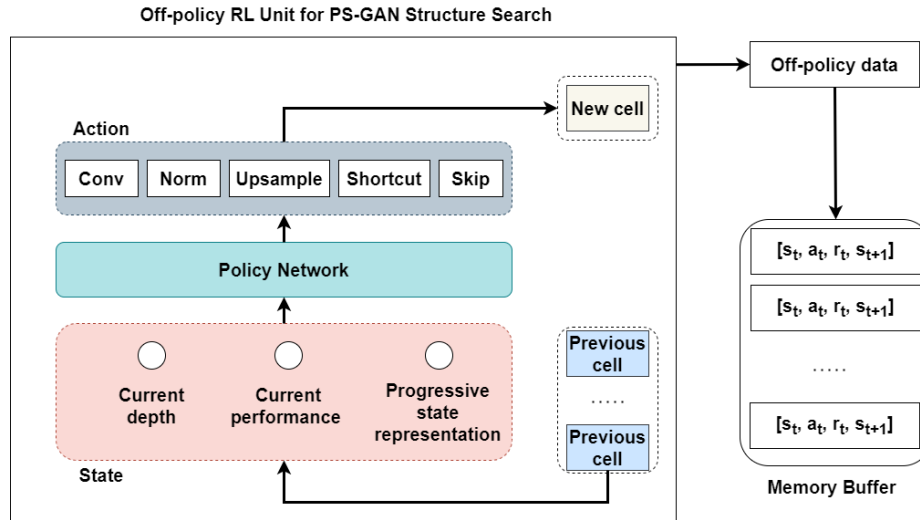 Off-policy RL Unit for PS-GAN Structure Search
Off-policy data
New cell
Action
Conv Norm Upsample Shortcut Skip
Policy Network
[sₜ, aₜ, rₜ, sₜ₊₁]
[sₜ, aₜ, rₜ, sₜ₊₁]
.....
[sₜ, aₜ, rₜ, sₜ₊₁]
Memory Buffer
Previous
cell
.....
Previous
cell
Current
depth
Current
performance
Progressive
state
representation
State